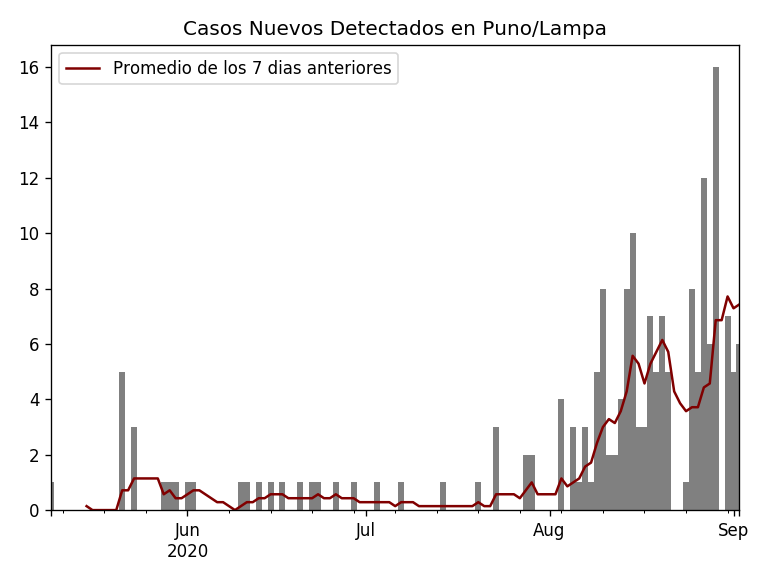 Casos Nuevos Detectados en Puno/Lampa
Promedio de los 7 dias anteriores
16
14
12
10
8
6
4
2
0
Jun
Jul
Aug
Sep
2020